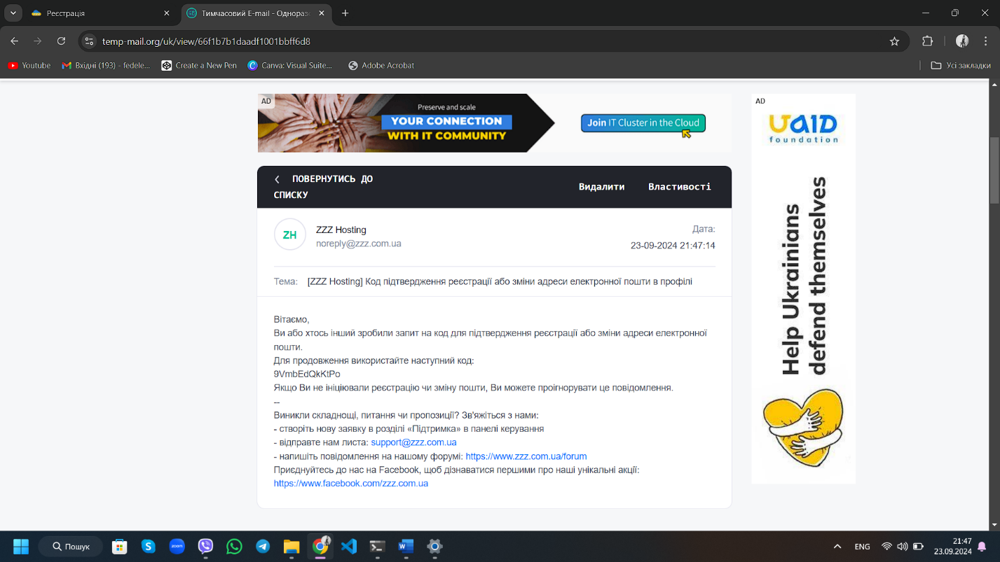 Реєстрація
Тимчасовий E-mail - Одноразо
temp-mail.org/uk/view/66f1b7b1daadf1001bbff6d8
Youtube
Вхідні (193) - fedele...
Create a New Pen
Canva: Visual Suite...
Adobe Acrobat
Усі закладки
AD
Preserve and scale
YOUR CONNECTION
WITH IT COMMUNITY
Join IT Cluster in the Cloud
AD
UAID
foundation
Help Ukrainians
defend themselves
ПОВЕРНУТИСЬ ДО
СПИСКУ
Видалити
Властивості
ZH
ZZZ Hosting
noreply@zzz.com.ua
Дата:
23-09-2024 21:47:14
Тема: [ZZZ Hosting] Код підтвердження реєстрації або зміни адреси електронної пошти в профілі
Вітаємо,
Ви або хтось інший зробили запит на код для підтвердження реєстрації або зміни адреси електронної
пошти.
Для продовження використайте наступний код:
9VmbEdQkKtPo
Якщо Ви не ініціювали реєстрацію чи зміну пошти, Ви можете проігнорувати це повідомлення.
--
Виникли складнощі, питання чи пропозиції? Зв'яжіться з нами:
- створіть нову заявку в розділі «Підтримка» в панелі керування
- відправте нам листа: support@zzz.com.ua
- напишіть повідомлення на нашому форумі: https://www.zzz.com.ua/forum
Приєднуйтесь до нас на Facebook, щоб дізнаватися першими про наші унікальні акції:
https://www.facebook.com/zzz.com.ua
Пошук
zoom
ENG
21:47
23.09.2024